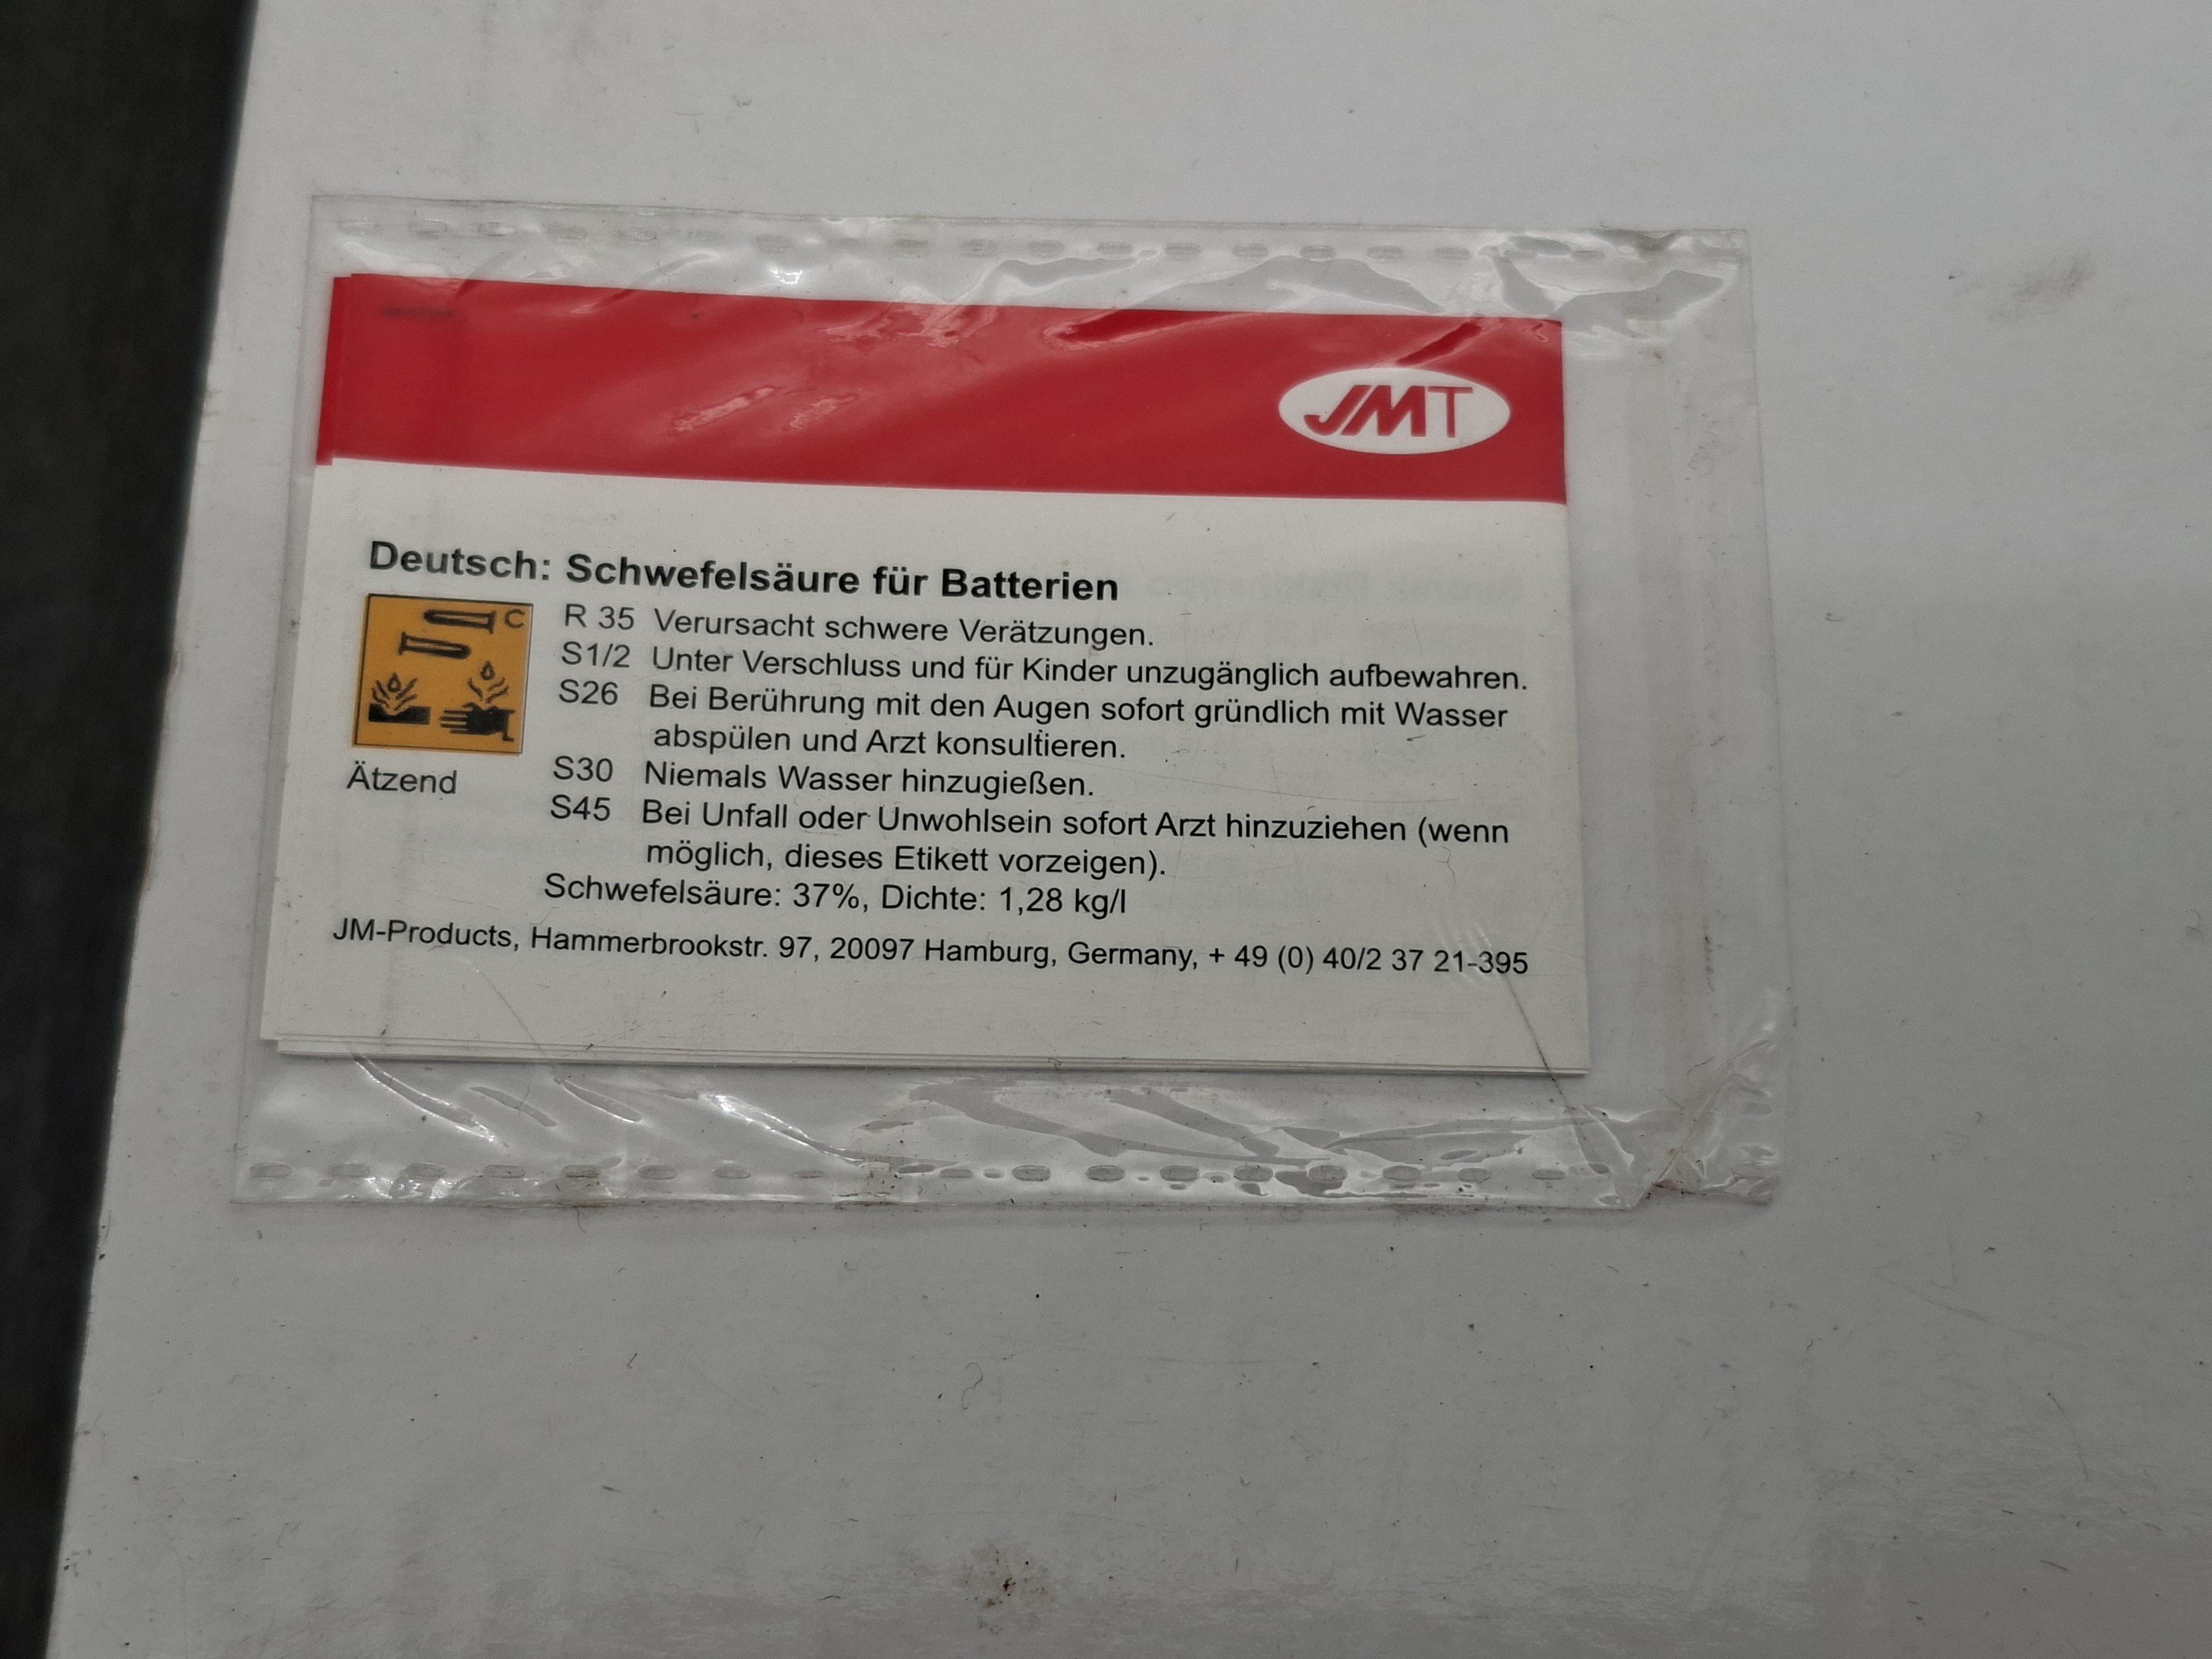 JMT
Deutsch: Schwefelsäure für Batterien
C
R 35 Verursacht schwere Verätzungen.
S1/2 Unter Verschluss und für Kinder unzugänglich aufbewahren.
S26 Bei Berührung mit den Augen sofort gründlich mit Wasser
abspülen und Arzt konsultieren.
Ätzend
S30 Niemals Wasser hinzugießen.
S45 Bei Unfall oder Unwohlsein sofort Arzt hinzuziehen (wenn
möglich, dieses Etikett vorzeigen).
Schwefelsäure: 37%, Dichte: 1,28 kg/l
JM-Products, Hammerbrookstr. 97, 20097 Hamburg, Germany, + 49 (0) 40/2 37 21-395